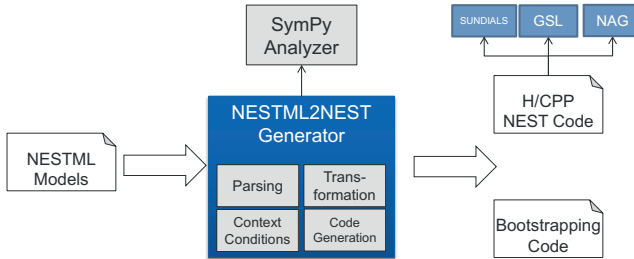 SymPy
Analyzer
SUNDIALS
GSL
NAG
NESTML2NEST
Generator
H/CPP
NEST Code
NESTML
Models
Parsing
Trans-
formation
Context
Conditions
Code
Generation
Bootstrapping
Code